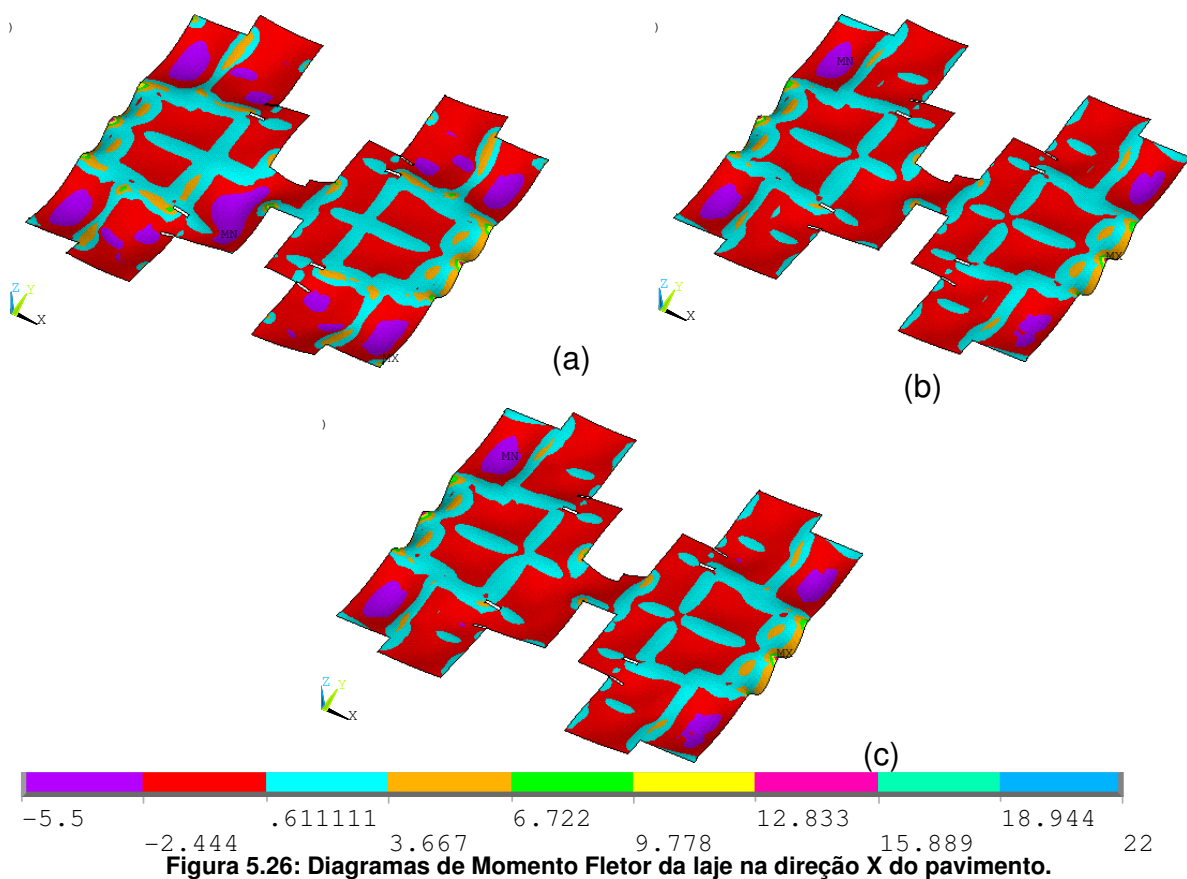 )
)
MN
MN
Z Y
X
MX
(a)
MN
MX
Z Y
X
(b)
)
MN
MX
Z Y
X
(c)
-5.5 .611111 6.722 12.833 18.944
-2.444 3.667 9.778 15.889 22
Figura 5.26: Diagramas de Momento Fletor da laje na direção X do pavimento.